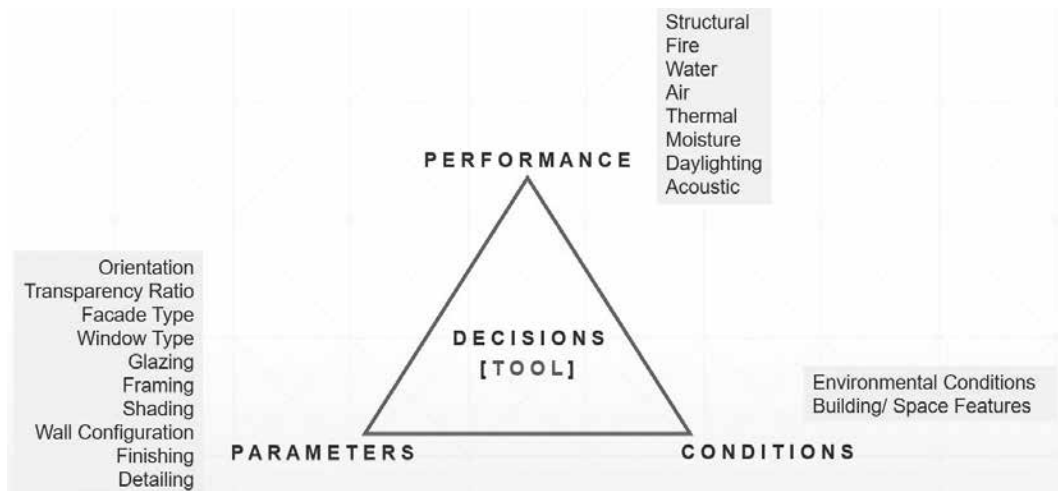 Structural
Fire
Water
Air
Thermal
Moisture
Daylighting
Acoustic
PERFORMANCE
Orientation
Transparency Ratio
Facade Type
Window Type
Glazing
Framing
Shading
Wall Configuration
Finishing
Detailing
DECISIONS
[TOOL]
Environmental Conditions
Building/ Space Features
PARAMETERS
CONDITIONS